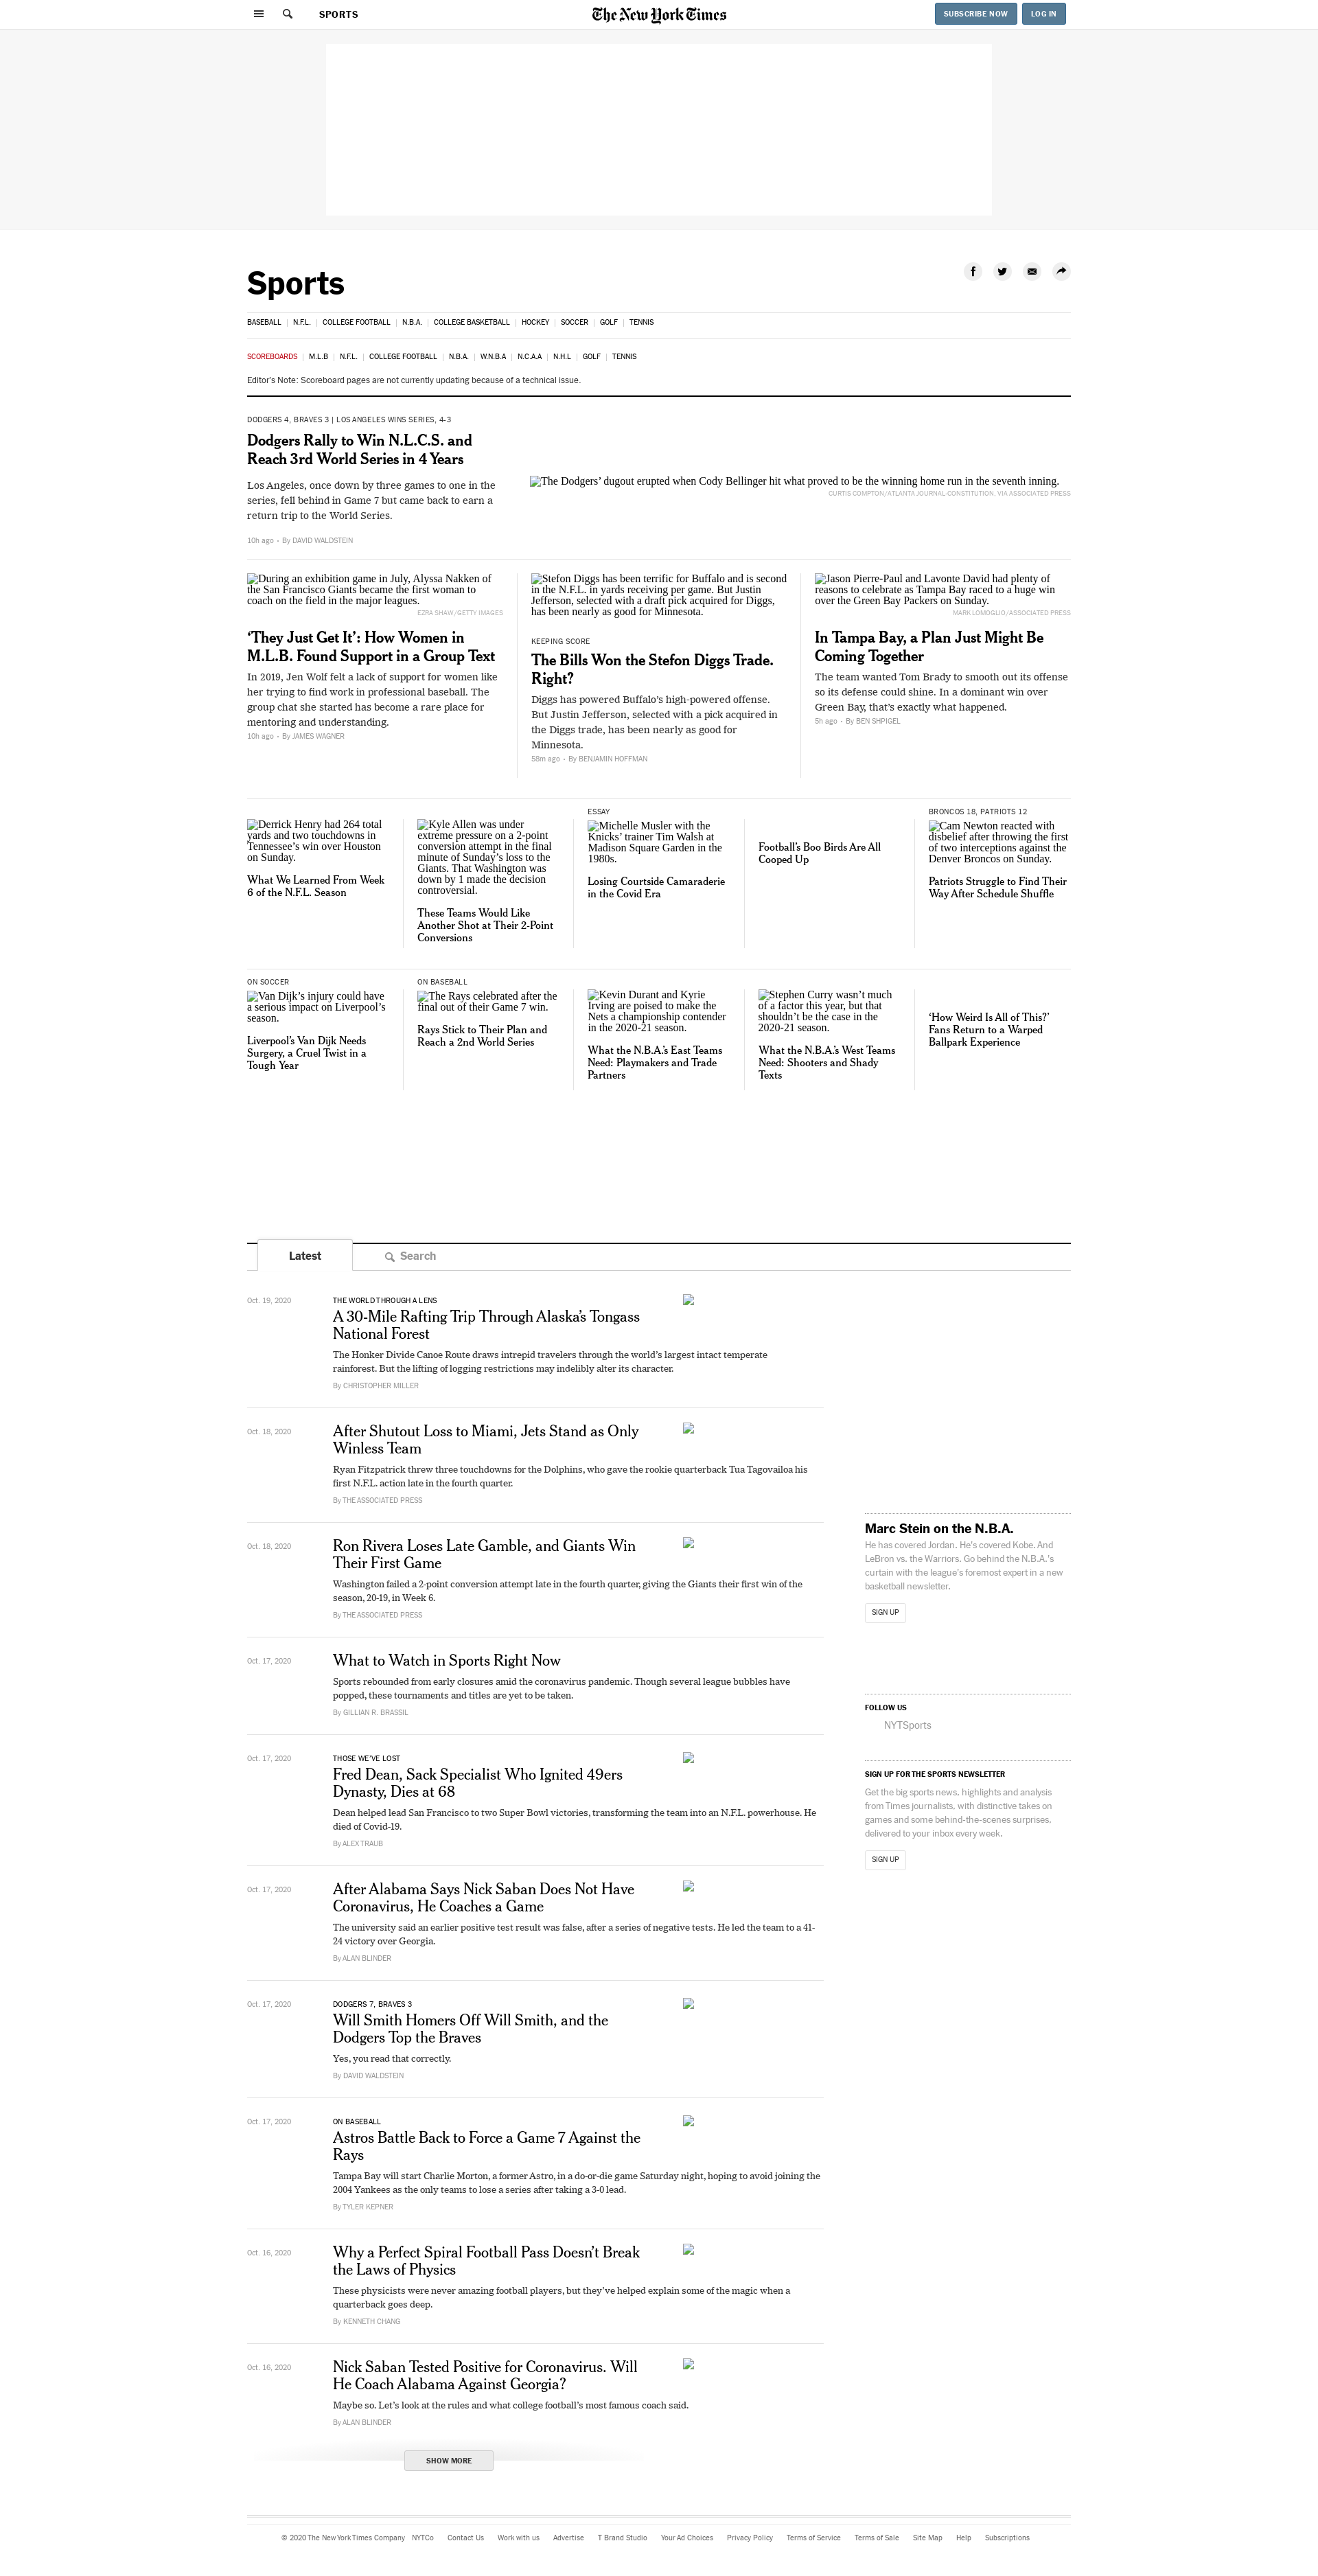 SPORTS
The New York Times
SUBSCRIBE NOW
LOG IN
Sports
BASEBALL | N.F.L. | COLLEGE FOOTBALL | N.B.A. | COLLEGE BASKETBALL | HOCKEY | SOCCER | GOLF | TENNIS
SCOREBOARDS | M.L.B | N.F.L. | COLLEGE FOOTBALL | N.B.A. | W.N.B.A | N.C.A.A | N.H.L | GOLF | TENNIS
Editor's Note: Scoreboard pages are not currently updating because of a technical issue.
DODGERS 4, BRAVES 3 | LOS ANGELES WINS SERIES, 4-3
Dodgers Rally to Win N.L.C.S. and
Reach 3rd World Series in 4 Years
Los Angeles, once down by three games to one in the
series, fell behind in Game 7 but came back to earn a
return trip to the World Series.
10h ago • By DAVID WALDSTEIN
The Dodgers’ dugout erupted when Cody Bellinger hit what proved to be the winning home run in the seventh inning.
CURTIS COMPTON/ATLANTA JOURNAL-CONSTITUTION, VIA ASSOCIATED PRESS
During an exhibition game in July, Alyssa Nakken of
the San Francisco Giants became the first woman to
coach on the field in the major leagues.
EZRA SHAW/GETTY IMAGES
‘They Just Get It’: How Women in
M.L.B. Found Support in a Group Text
In 2019, Jen Wolf felt a lack of support for women like
her trying to find work in professional baseball. The
group chat she started has become a rare place for
mentoring and understanding.
10h ago • By JAMES WAGNER
Stefon Diggs has been terrific for Buffalo and is second
in the N.F.L. in yards receiving per game. But Justin
Jefferson, selected with a draft pick acquired for Diggs,
has been nearly as good for Minnesota.
KEEPING SCORE
The Bills Won the Stefon Diggs Trade.
Right?
Diggs has powered Buffalo’s high-powered offense.
But Justin Jefferson, selected with a pick acquired in
the Diggs trade, has been nearly as good for
Minnesota.
58m ago • By BENJAMIN HOFFMAN
Jason Pierre-Paul and Lavonte David had plenty of
reasons to celebrate as Tampa Bay raced to a huge win
over the Green Bay Packers on Sunday.
MARK LOMOGLIO/ASSOCIATED PRESS
In Tampa Bay, a Plan Just Might Be
Coming Together
The team wanted Tom Brady to smooth out its offense
so its defense could shine. In a dominant win over
Green Bay, that’s exactly what happened.
5h ago • By BEN SHPIGEL
Derrick Henry had 264 total
yards and two touchdowns in
Tennessee’s win over Houston
on Sunday.
What We Learned From Week
6 of the N.F.L. Season
Kyle Allen was under
extreme pressure on a 2-point
conversion attempt in the final
minute of Sunday’s loss to the
Giants. That Washington was
down by 1 made the decision
controversial.
These Teams Would Like
Another Shot at Their 2-Point
Conversions
ESSAY
Michelle Musler with the
Knicks’ trainer Tim Walsh at
Madison Square Garden in the
1980s.
Losing Courtside Camaraderie
in the Covid Era
Football’s Boo Birds Are All
Cooped Up
BRONCOS 18, PATRIOTS 12
Cam Newton reacted with
disbelief after throwing the first
of two interceptions against the
Denver Broncos on Sunday.
Patriots Struggle to Find Their
Way After Schedule Shuffle
ON SOCCER
Van Dijk’s injury could have
a serious impact on Liverpool’s
season.
Liverpool’s Van Dijk Needs
Surgery, a Cruel Twist in a
Tough Year
ON BASEBALL
The Rays celebrated after the
final out of their Game 7 win.
Rays Stick to Their Plan and
Reach a 2nd World Series
Kevin Durant and Kyrie
Irving are poised to make the
Nets a championship contender
in the 2020-21 season.
What the N.B.A.’s East Teams
Need: Playmakers and Trade
Partners
Stephen Curry wasn’t much
of a factor this year, but that
shouldn’t be the case in the
2020-21 season.
What the N.B.A.’s West Teams
Need: Shooters and Shady
Texts
‘How Weird Is All of This?’
Fans Return to a Warped
Ballpark Experience
Latest
Search
Oct. 19, 2020
THE WORLD THROUGH A LENS
A 30-Mile Rafting Trip Through Alaska’s Tongass
National Forest
The Honker Divide Canoe Route draws intrepid travelers through the world’s largest intact temperate
rainforest. But the lifting of logging restrictions may indelibly alter its character.
By CHRISTOPHER MILLER
Oct. 18, 2020
After Shutout Loss to Miami, Jets Stand as Only
Winless Team
Ryan Fitzpatrick threw three touchdowns for the Dolphins, who gave the rookie quarterback Tua Tagovailoa his
first N.F.L. action late in the fourth quarter.
By THE ASSOCIATED PRESS
Oct. 18, 2020
Ron Rivera Loses Late Gamble, and Giants Win
Their First Game
Washington failed a 2-point conversion attempt late in the fourth quarter, giving the Giants their first win of the
season, 20-19, in Week 6.
By THE ASSOCIATED PRESS
Oct. 17, 2020
What to Watch in Sports Right Now
Sports rebounded from early closures amid the coronavirus pandemic. Though several league bubbles have
popped, these tournaments and titles are yet to be taken.
By GILLIAN R. BRASSIL
Oct. 17, 2020
THOSE WE’VE LOST
Fred Dean, Sack Specialist Who Ignited 49ers
Dynasty, Dies at 68
Dean helped lead San Francisco to two Super Bowl victories, transforming the team into an N.F.L. powerhouse. He
died of Covid-19.
By ALEX TRAUB
Oct. 17, 2020
After Alabama Says Nick Saban Does Not Have
Coronavirus, He Coaches a Game
The university said an earlier positive test result was false, after a series of negative tests. He led the team to a 41-
24 victory over Georgia.
By ALAN BLINDER
Oct. 17, 2020
DODGERS 7, BRAVES 3
Will Smith Homers Off Will Smith, and the
Dodgers Top the Braves
Yes, you read that correctly.
By DAVID WALDSTEIN
Oct. 17, 2020
ON BASEBALL
Astros Battle Back to Force a Game 7 Against the
Rays
Tampa Bay will start Charlie Morton, a former Astro, in a do-or-die game Saturday night, hoping to avoid joining the
2004 Yankees as the only teams to lose a series after taking a 3-0 lead.
By TYLER KEPNER
Oct. 16, 2020
Why a Perfect Spiral Football Pass Doesn’t Break
the Laws of Physics
These physicists were never amazing football players, but they’ve helped explain some of the magic when a
quarterback goes deep.
By KENNETH CHANG
Oct. 16, 2020
Nick Saban Tested Positive for Coronavirus. Will
He Coach Alabama Against Georgia?
Maybe so. Let’s look at the rules and what college football’s most famous coach said.
By ALAN BLINDER
SHOW MORE
Marc Stein on the N.B.A.
He has covered Jordan. He's covered Kobe. And
LeBron vs. the Warriors. Go behind the N.B.A.'s
curtain with the league's foremost expert in a new
basketball newsletter.
SIGN UP
FOLLOW US
NYTSports
SIGN UP FOR THE SPORTS NEWSLETTER
Get the big sports news, highlights and analysis
from Times journalists, with distinctive takes on
games and some behind-the-scenes surprises,
delivered to your inbox every week.
SIGN UP
© 2020 The New York Times Company NYTCo Contact Us Work with us Advertise T Brand Studio Your Ad Choices Privacy Policy Terms of Service Terms of Sale Site Map Help Subscriptions